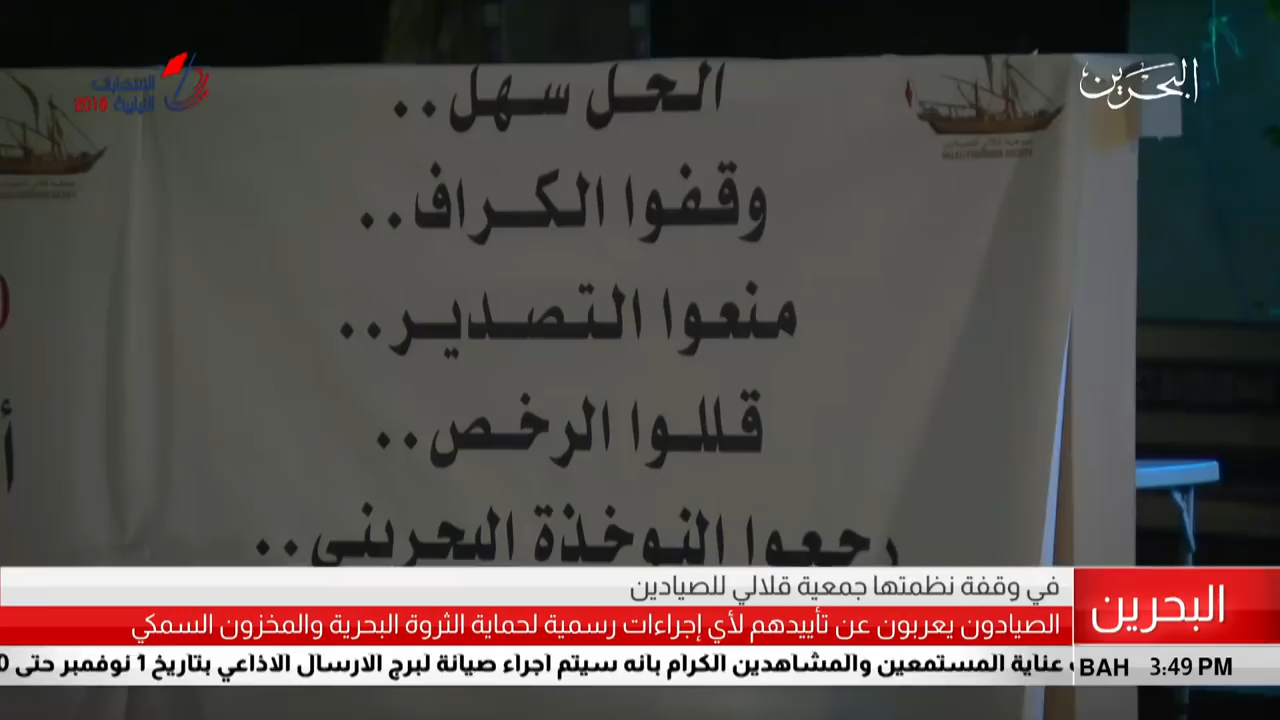 الانتخابات
النيابية 2018
البحرين
الحل سهل..
وقفوا الكراف..
منعوا التصدير..
قللوا الرخص..
رجعوا النوخذة البحريني..
في وقفة نظمتها جمعية قلالي للصيادين
البحرين
الصيادون يعربون عن تأييدهم لأي إجراءات رسمية لحماية الثروة البحرية والمخزون السمكي
عناية المستمعين والمشاهدين الكرام بانه سيتم اجراء صيانة لبرج الارسال الاذاعي بتاريخ 1 نوفمبر حتى
BAH 3:49 PM